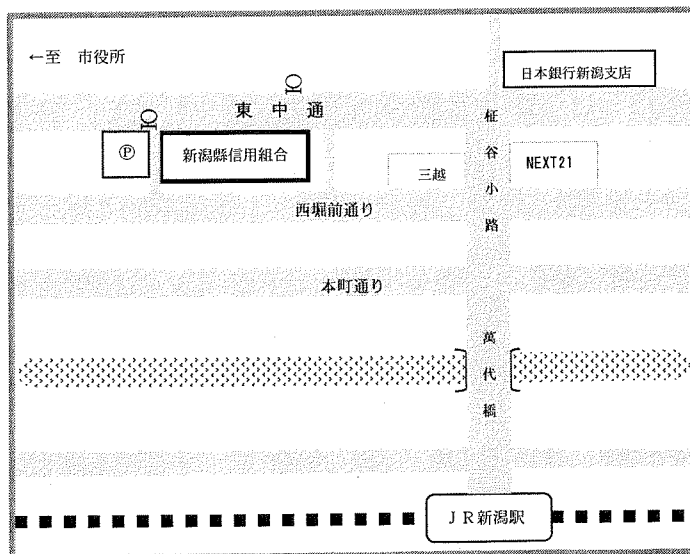 ←至 市役所
日本銀行新潟支店
東中通
Ⓟ
新潟縣信用組合
三越
NEXT21
柾谷小路
西堀前通り
本町通り
萬代橋
JR新潟駅